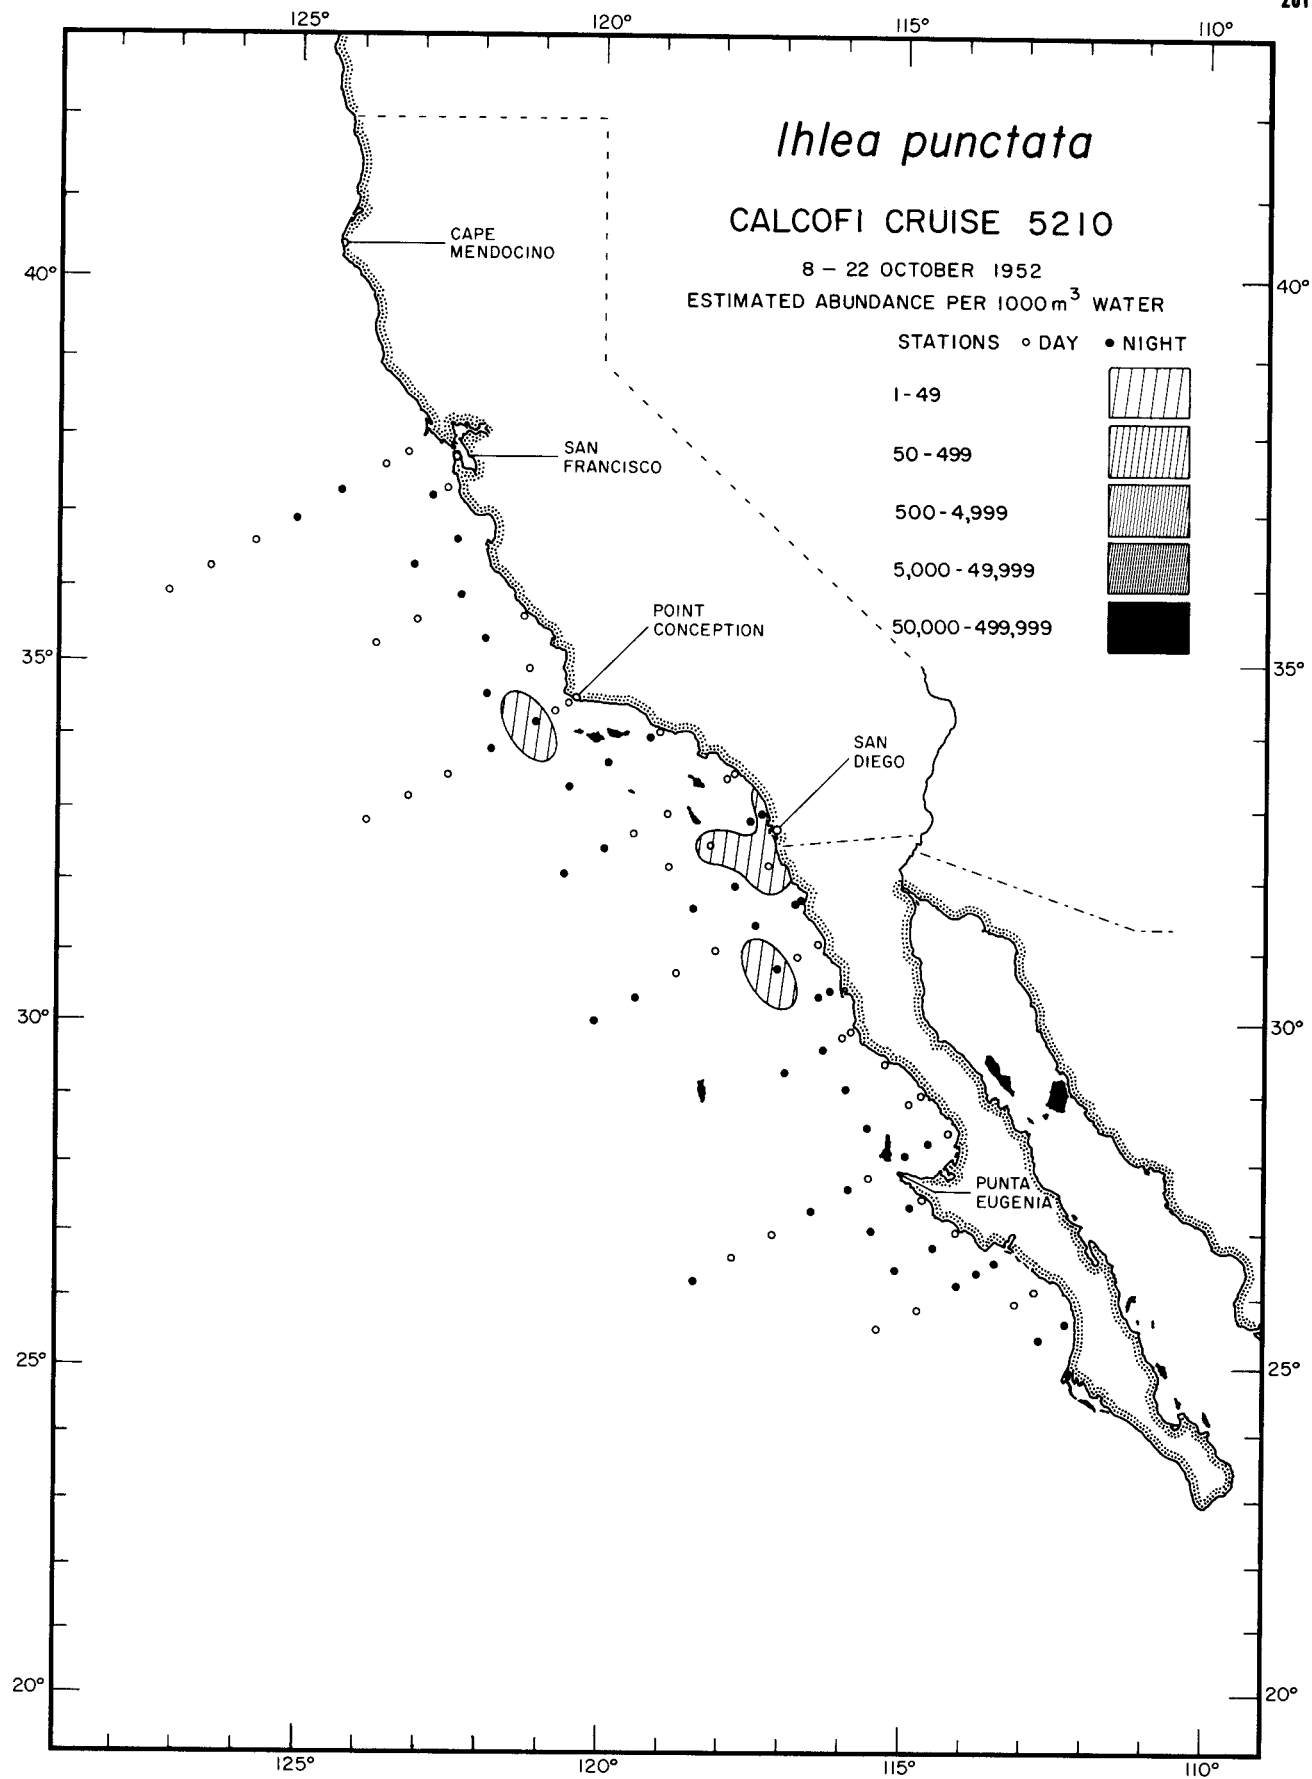 201
125° 120° 115° 110°
Ihlea punctata
CALCOFI CRUISE 5210
8 - 22 OCTOBER 1952
ESTIMATED ABUNDANCE PER 1000m³ WATER
STATIONS DAY NIGHT
1-49
50-499
500-4,999
5,000-49,999
50,000-499,999
CAPE
MENDOCINO
40° 40°
SAN
FRANCISCO
POINT
CONCEPTION
35° 35°
SAN
DIEGO
30° 30°
PUNTA
EUGENIA
25° 25°
20° 20°
125° 120° 115° 110°